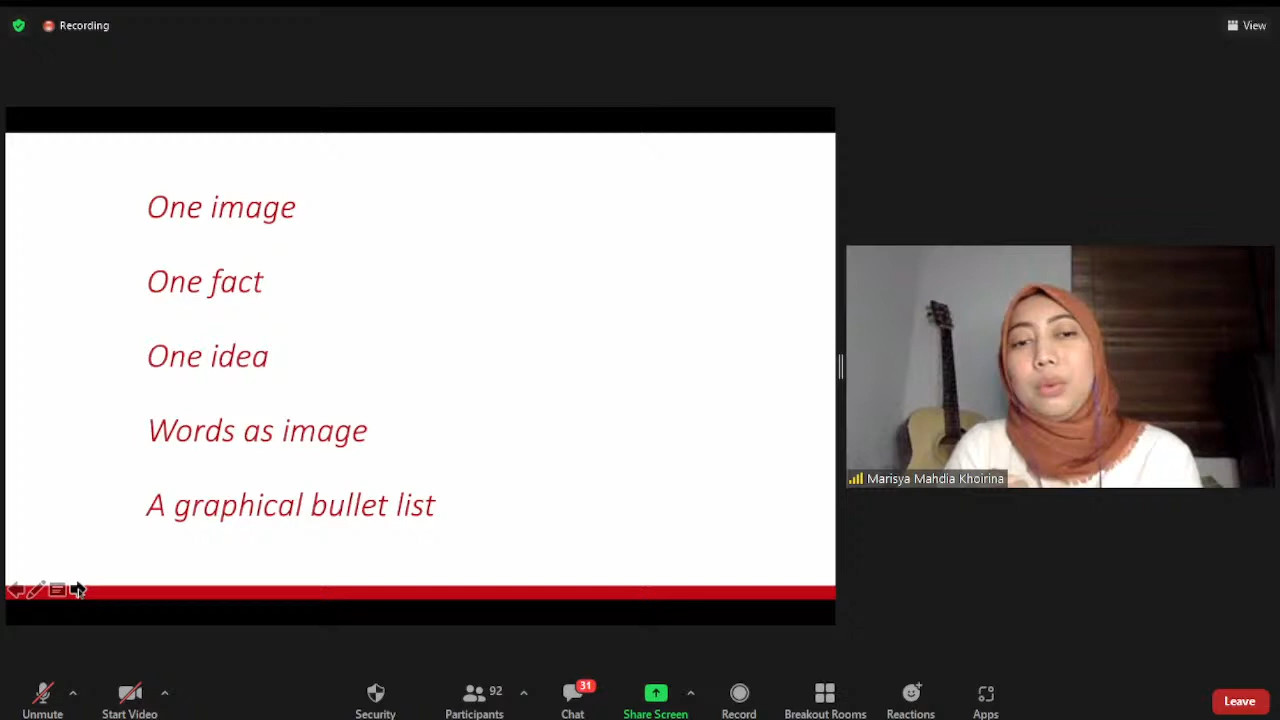 Recording
View
One image
One fact
One idea
Words as image
A graphical bullet list
Marisya Mahdia Khoirina
Unmute
Start Video
Security
92
Participants
31
Chat
Share Screen
Record
Breakout Rooms
Reactions
Apps
Leave